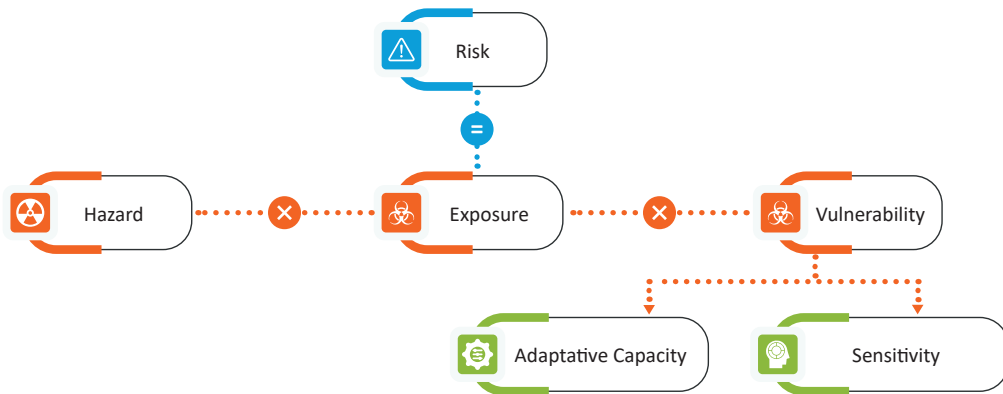 Risk
=
Hazard
×
Exposure
×
Vulnerability
Adaptative Capacity
Sensitivity